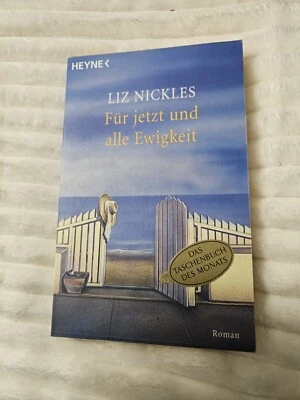 HEYNE<
LIZ NICKLES
Für jetzt und
alle Ewigkeit
DAS
TASCHENBUCH
DES MONATS
Roman